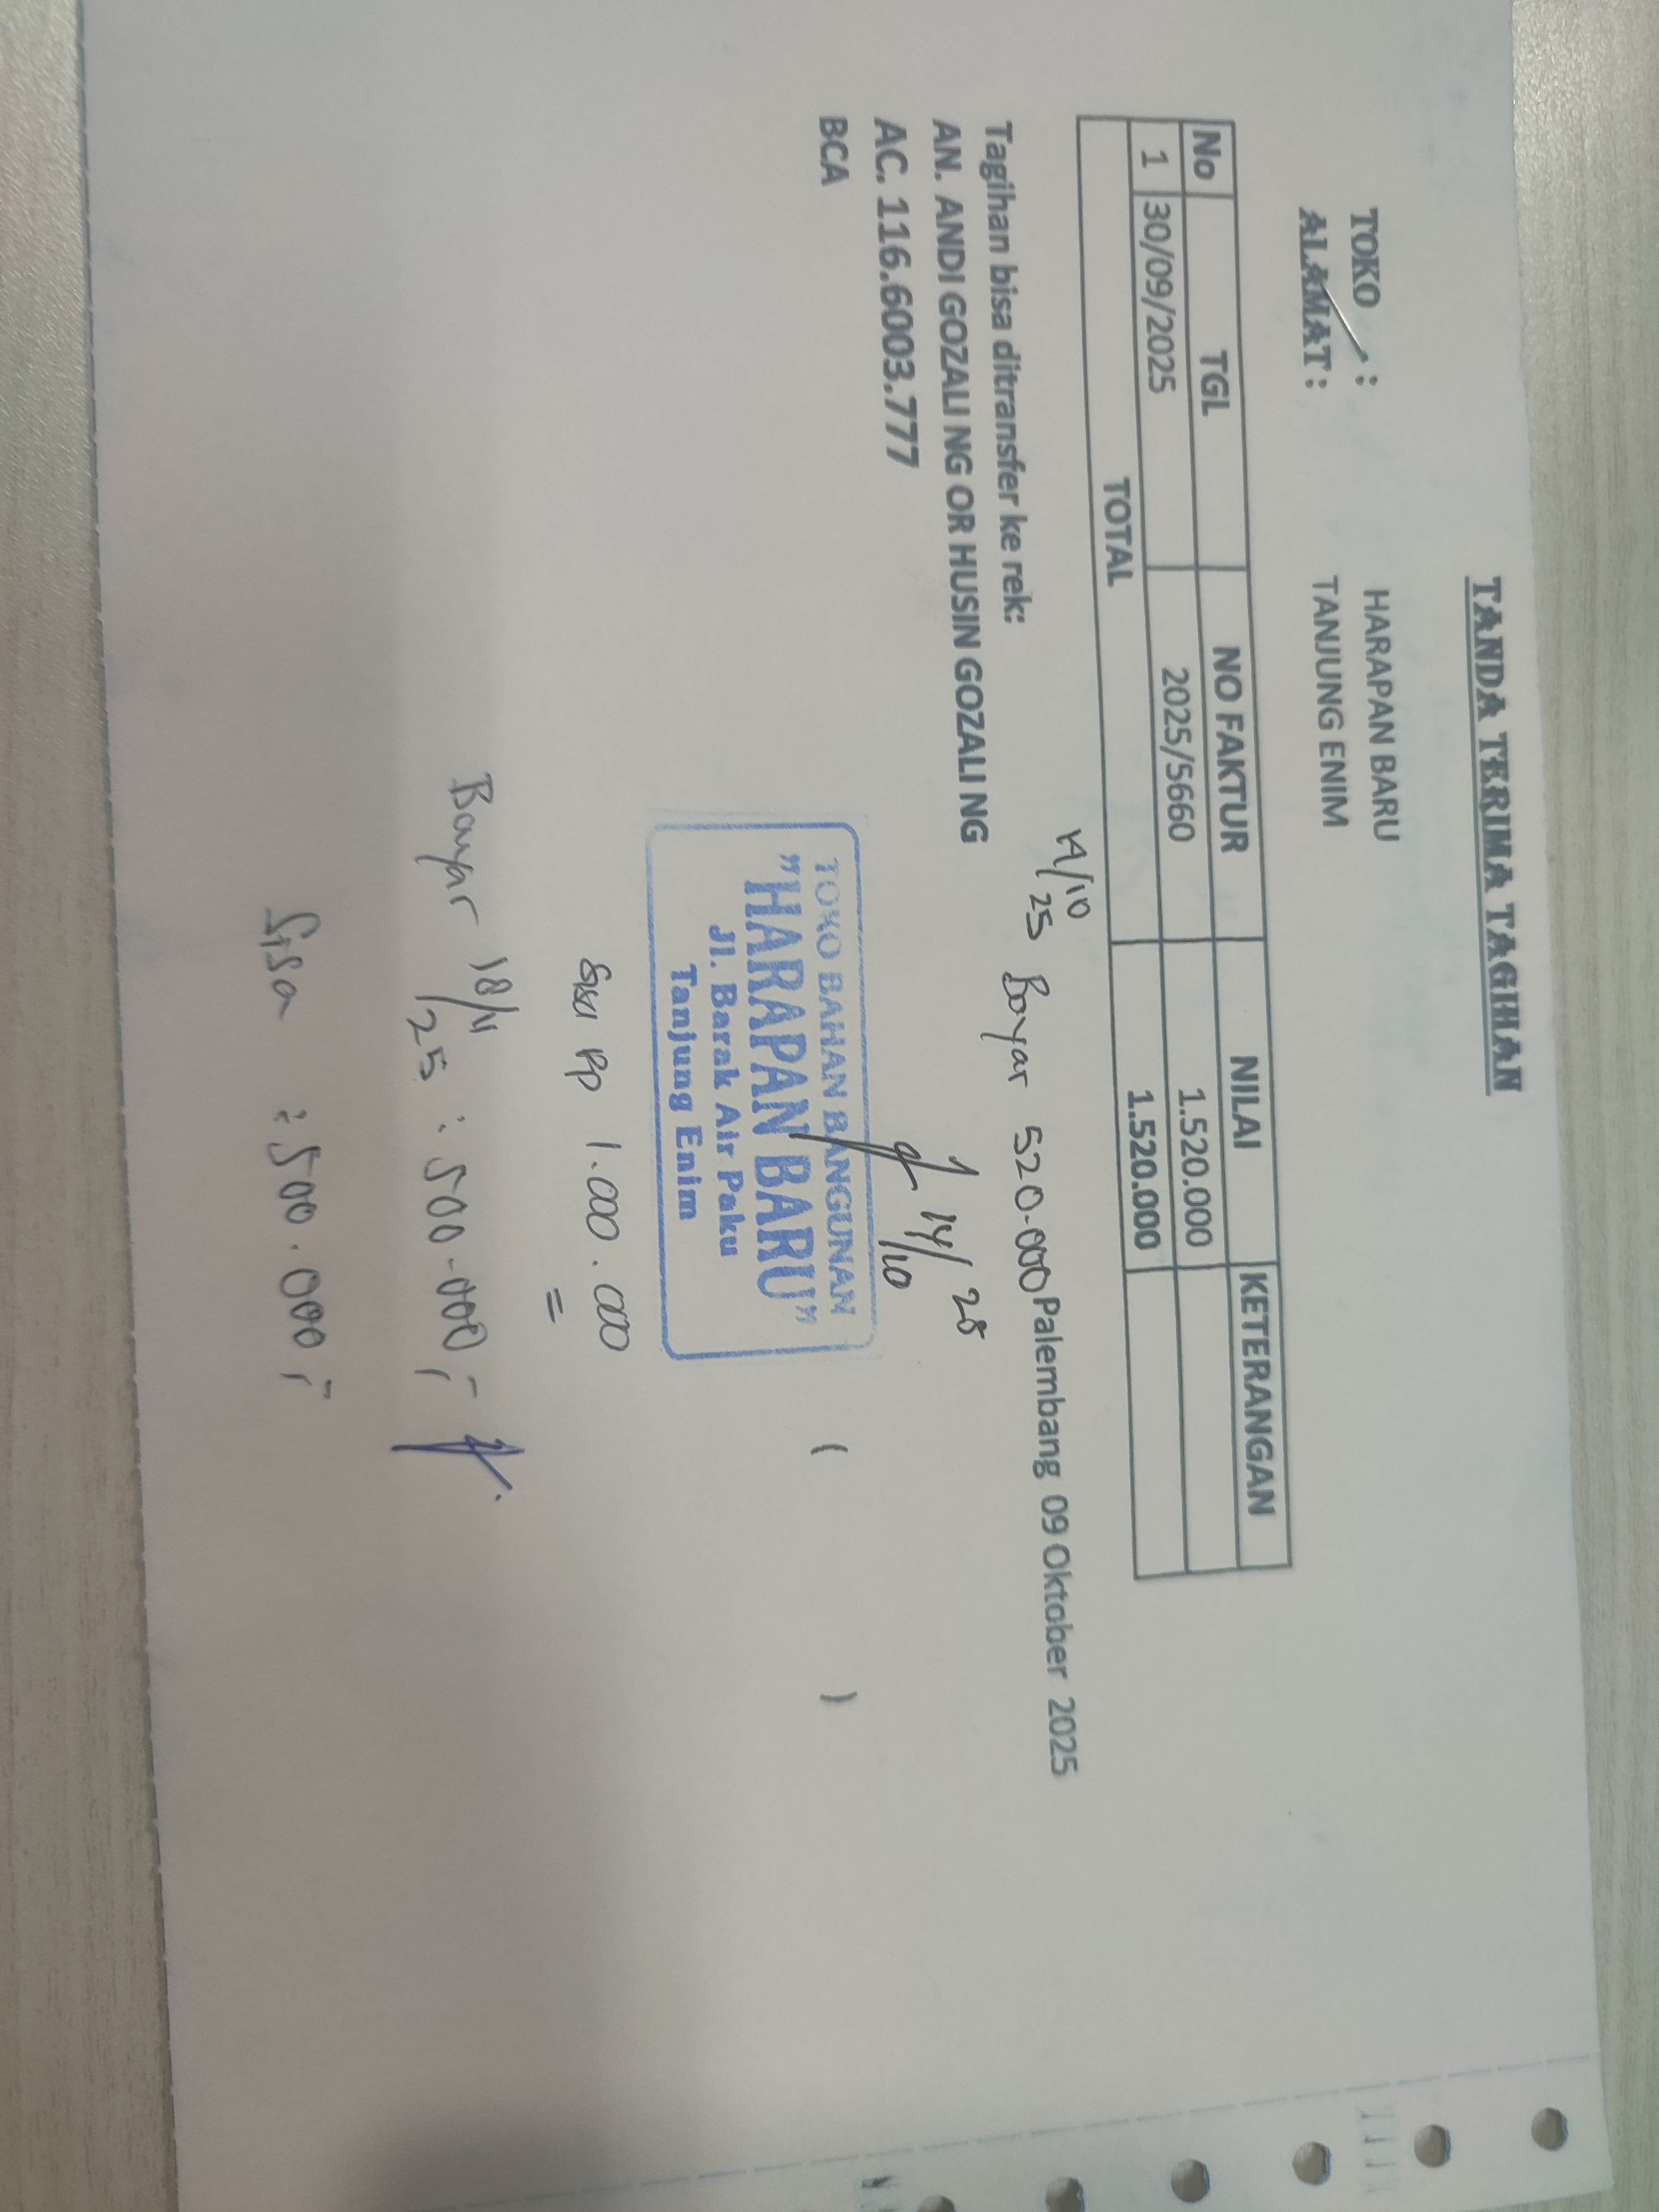 TANDA TERIMA TAGIHAN
TOKO : HARAPAN BARU
ALAMAT : TANJUNG ENIM
No TGL NO FAKTUR NILAI KETERANGAN
1 30/09/2025 2025/5660 1.520.000
TOTAL 1.520.000
14/10 25 Bayar 520.000 Palembang 09 Oktober 2025
Tagihan bisa ditransfer ke rek:
AN. ANDI GOZALI NG OR HUSIN GOZALI NG
AC. 116.6003.777
BCA
14/10
TOKO BAHAN BANGUNAN
"HARAPAN BARU"
Jl. Barak Air Paku
Tanjung Enim
( )
Sisa Rp 1.000.000
=
Bayar 18/11 25 : 500.000,-
Sisa : 500.000,-